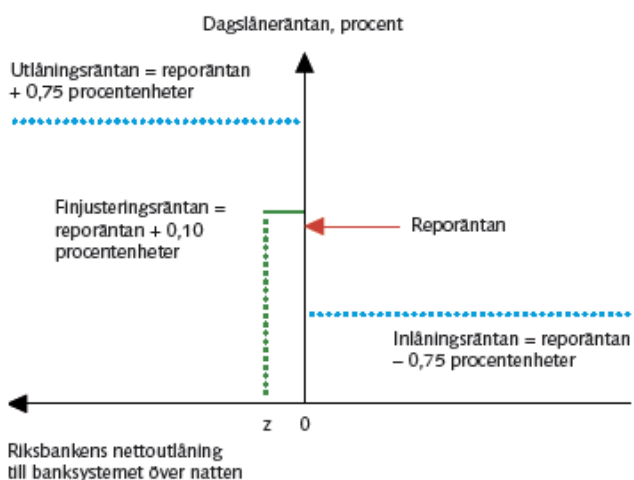 Dagslåneräntan, procent
Utlåningsräntan = reporäntan
+ 0,75 procentenheter
Finjusteringsräntan =
reporäntan + 0,10
procentenheter
Reporäntan
Inlåningsräntan = reporäntan
– 0,75 procentenheter
z 0
Riksbankens nettoutlåning
till banksystemet över natten